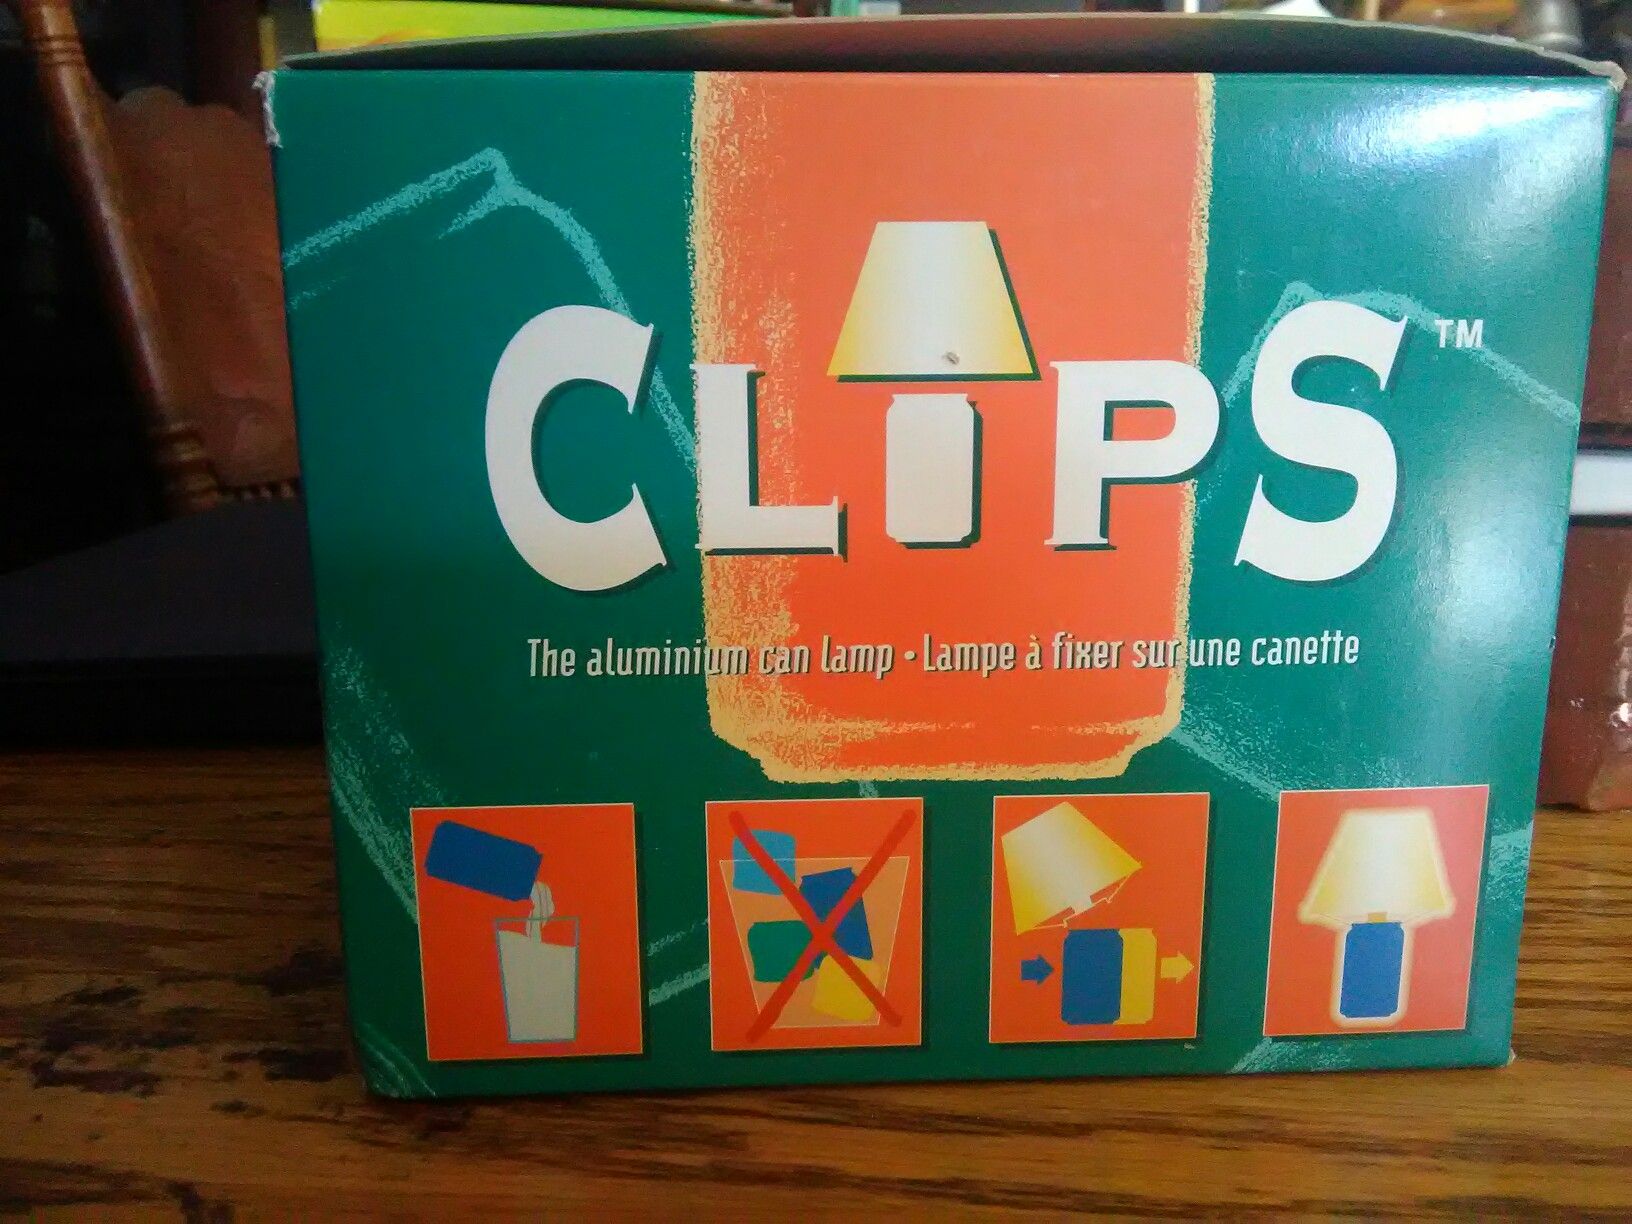 CLIPS™
The aluminium can lamp • Lampe à fixer sur une canette